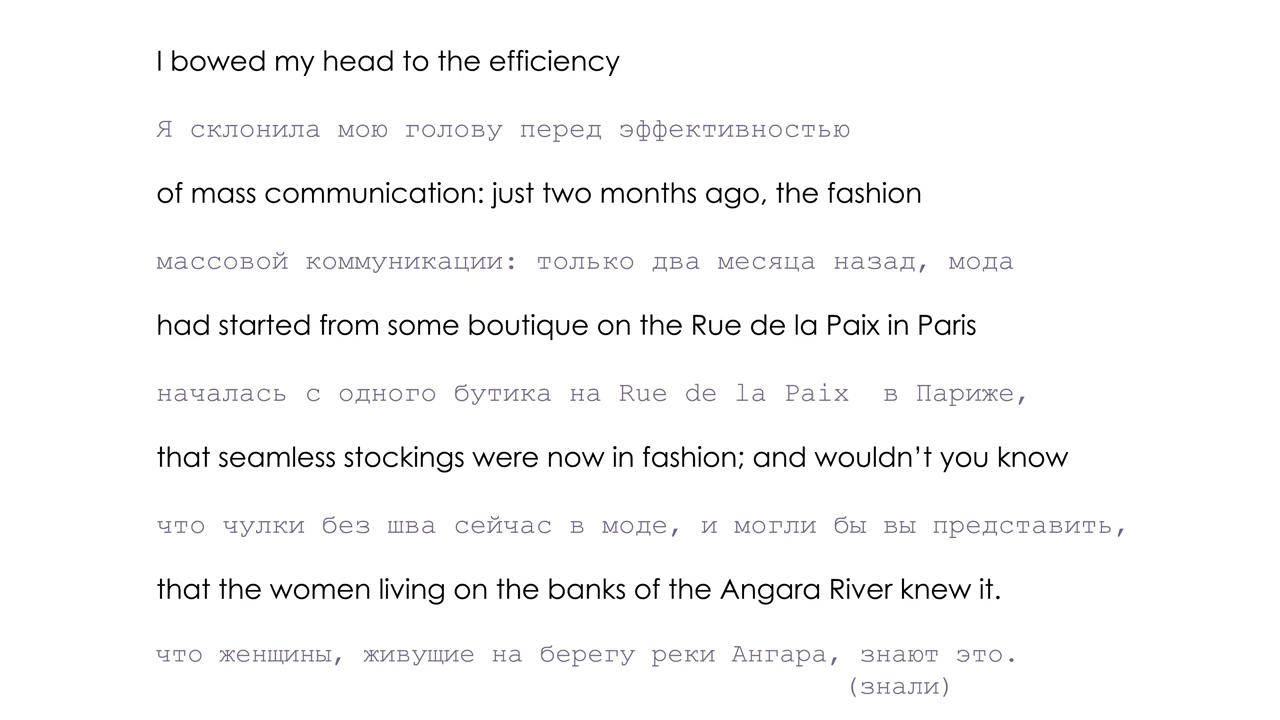 I bowed my head to the efficiency
Я склонила мою голову перед эффективностью
of mass communication: just two months ago, the fashion
массовой коммуникации: только два месяца назад, мода
had started from some boutique on the Rue de la Paix in Paris
началась с одного бутика на Rue de la Paix  в Париже,
that seamless stockings were now in fashion; and wouldn’t you know
что чулки без шва сейчас в моде, и могли бы вы представить,
that the women living on the banks of the Angara River knew it.
что женщины, живущие на берегу реки Ангара, знают это.
(знали)